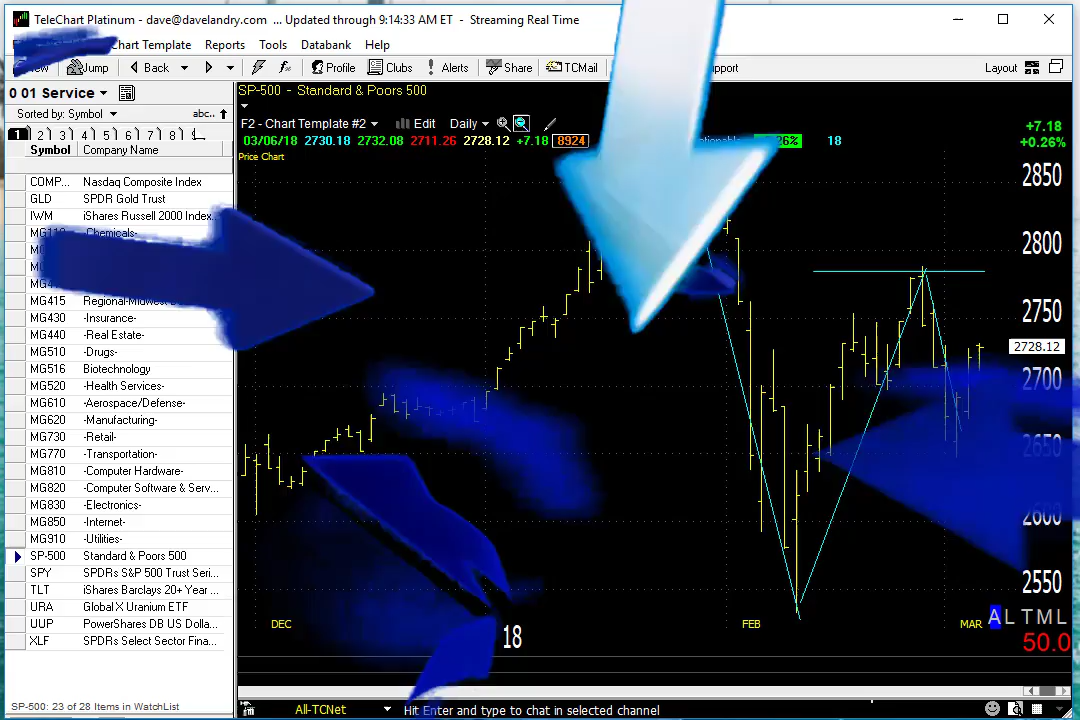 TeleChart Platinum - dave@davelandry.com ... Updated through 9:14:33 AM ET - Streaming Real Time
Chart Template Reports Tools Databank Help
Jump Back Profile Clubs Alerts Share TCMail Layout
0 01 Service
Sorted by: Symbol abc..
1 2 3 4 5 6 7 8
Symbol Company Name
COMP... Nasdaq Composite Index
GLD SPDR Gold Trust
IWM iShares Russell 2000 Index
MG415
MG430 -Insurance-
MG440 -Real Estate-
MG510 -Drugs-
MG516 Biotechnology
MG520 -Health Services-
MG610 -Aerospace/Defense-
MG620 -Manufacturing-
MG730 -Retail-
MG770 -Transportation-
MG810 -Computer Hardware-
MG820 -Computer Software & Serv...
MG830 -Electronics-
MG850 -Internet-
MG910 -Utilities-
SP-500 Standard & Poors 500
SPY SPDRs S&P 500 Trust Seri...
TLT iShares Barclays 20+ Year ...
URA Global X Uranium ETF
UUP PowerShares DB US Dolla...
XLF SPDRs Select Sector Fina...
SP-500: 23 of 28 Items in WatchList
SP-500 - Standard & Poors 500
F2 - Chart Template #2 Edit Daily
03/06/18 2730.18 2732.08 2711.26 2728.12 +7.18 8924 18
Price Chart
+7.18
+0.26%
2850
2800
2750
2728.12
2700
2650
2600
2550
DEC 18 FEB MAR
A L T M L
50.0
All-TCNet Hit Enter and type to chat in selected channel